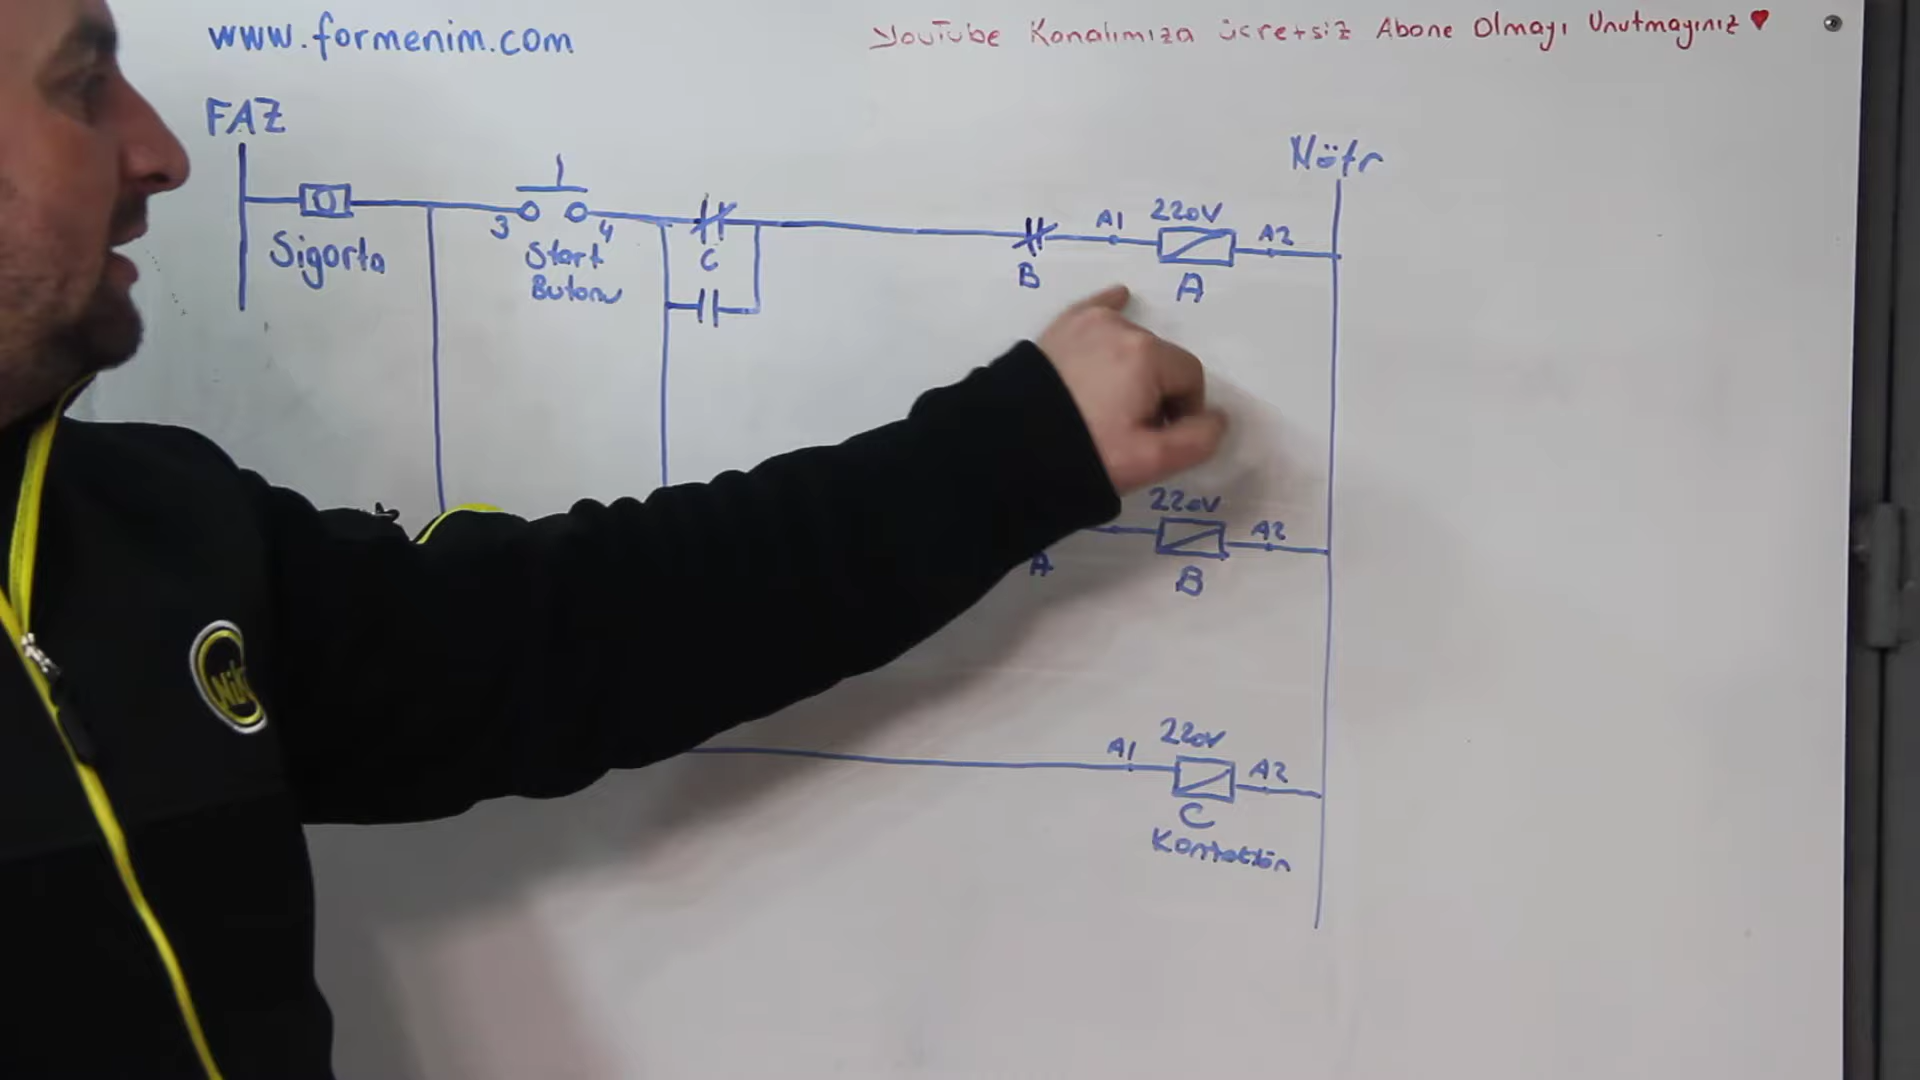 www.formenim.com
YouTube Kanalımıza ücretsiz Abone Olmayı Unutmayınız ♥
FAZ
Nötr
3
4
Sigorta
Start
Butonu
C
B
A1
220V
A2
A
220V
A2
A
B
A1
220V
A2
C
Kontaktör